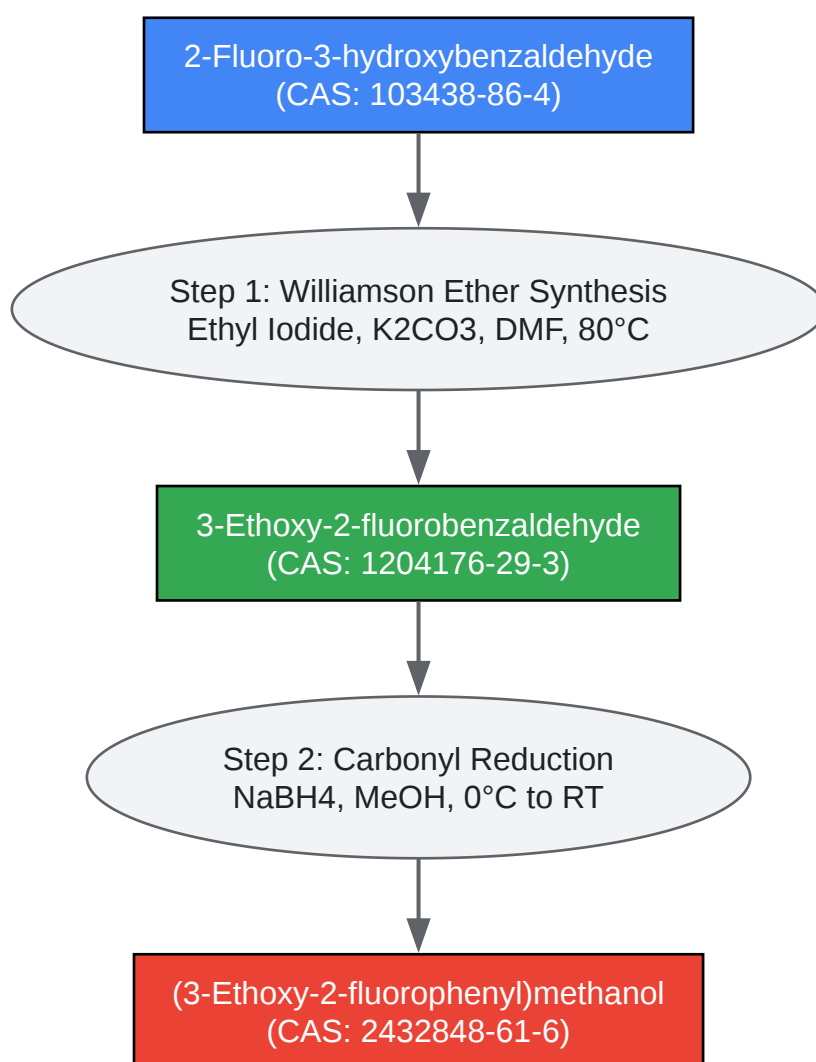 2-Fluoro-3-hydroxybenzaldehyde
(CAS: 103438-86-4)
Step 1: Williamson Ether Synthesis
Ethyl Iodide, K2CO3, DMF, 80°C
3-Ethoxy-2-fluorobenzaldehyde
(CAS: 1204176-29-3)
Step 2: Carbonyl Reduction
NaBH4, MeOH, 0°C to RT
(3-Ethoxy-2-fluorophenyl)methanol
(CAS: 2432848-61-6)